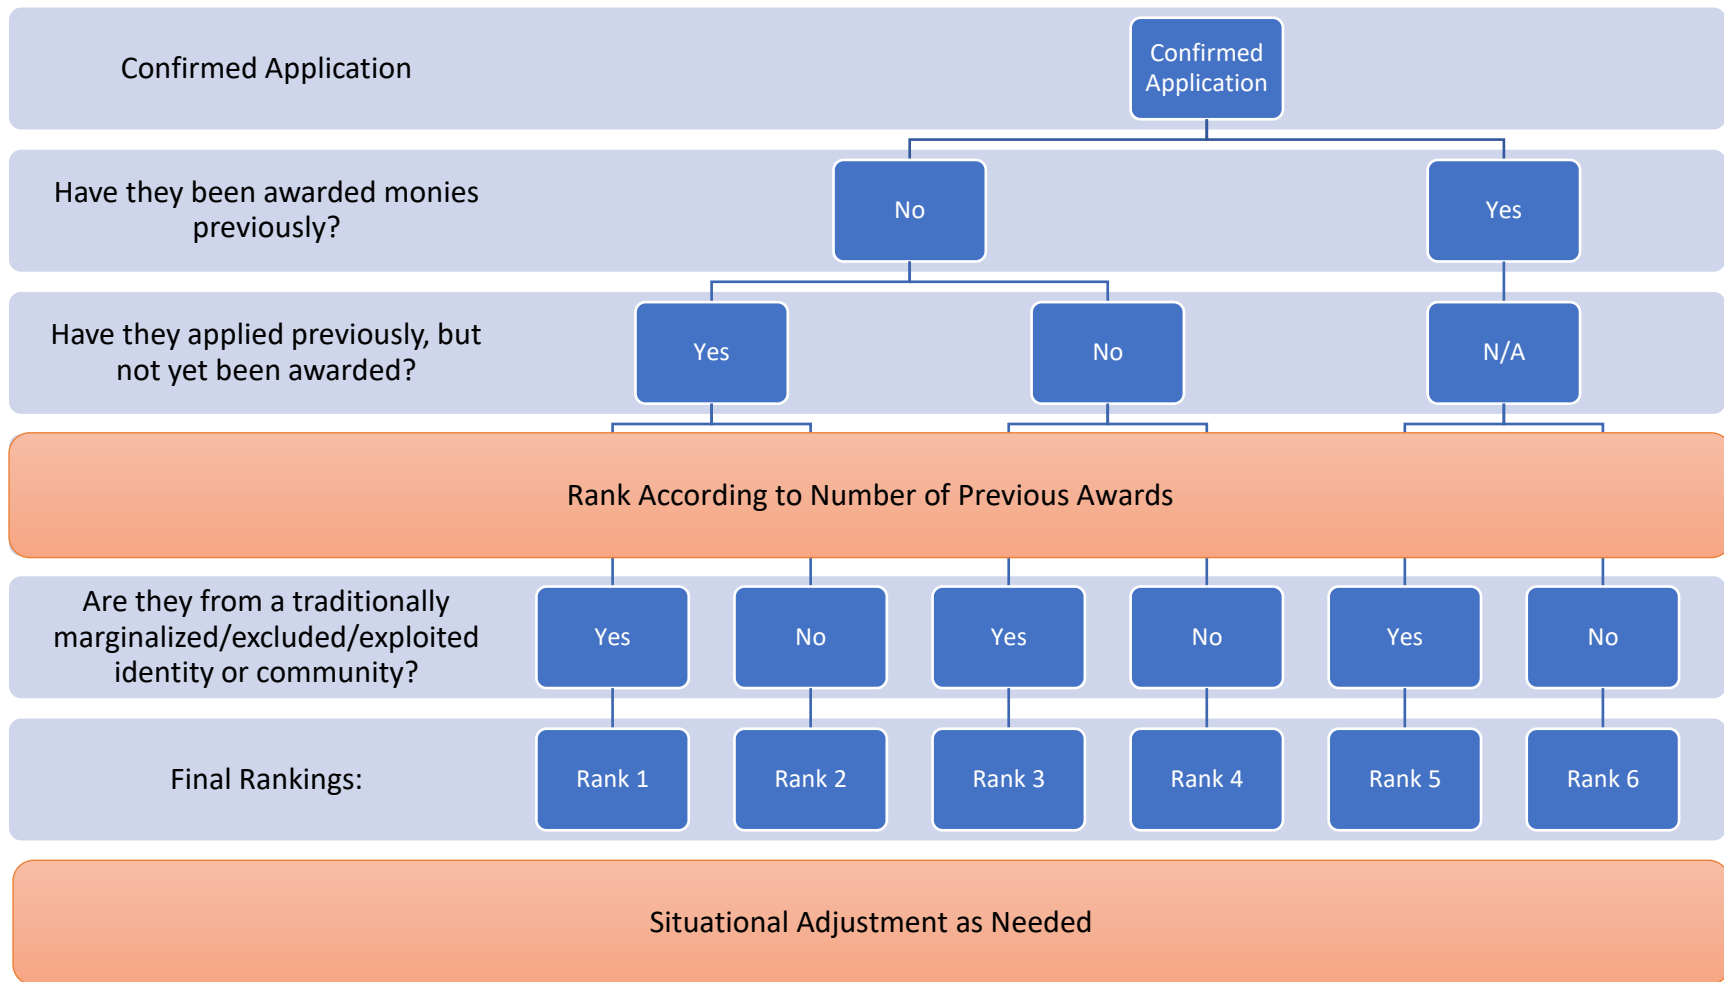 Confirmed Application
Confirmed
Application
Have they been awarded monies
previously?
No
Yes
Have they applied previously, but
not yet been awarded?
Yes
No
N/A
Rank According to Number of Previous Awards
Are they from a traditionally
marginalized/excluded/exploited
identity or community?
Yes
No
Yes
No
Yes
No
Final Rankings:
Rank 1
Rank 2
Rank 3
Rank 4
Rank 5
Rank 6
Situational Adjustment as Needed